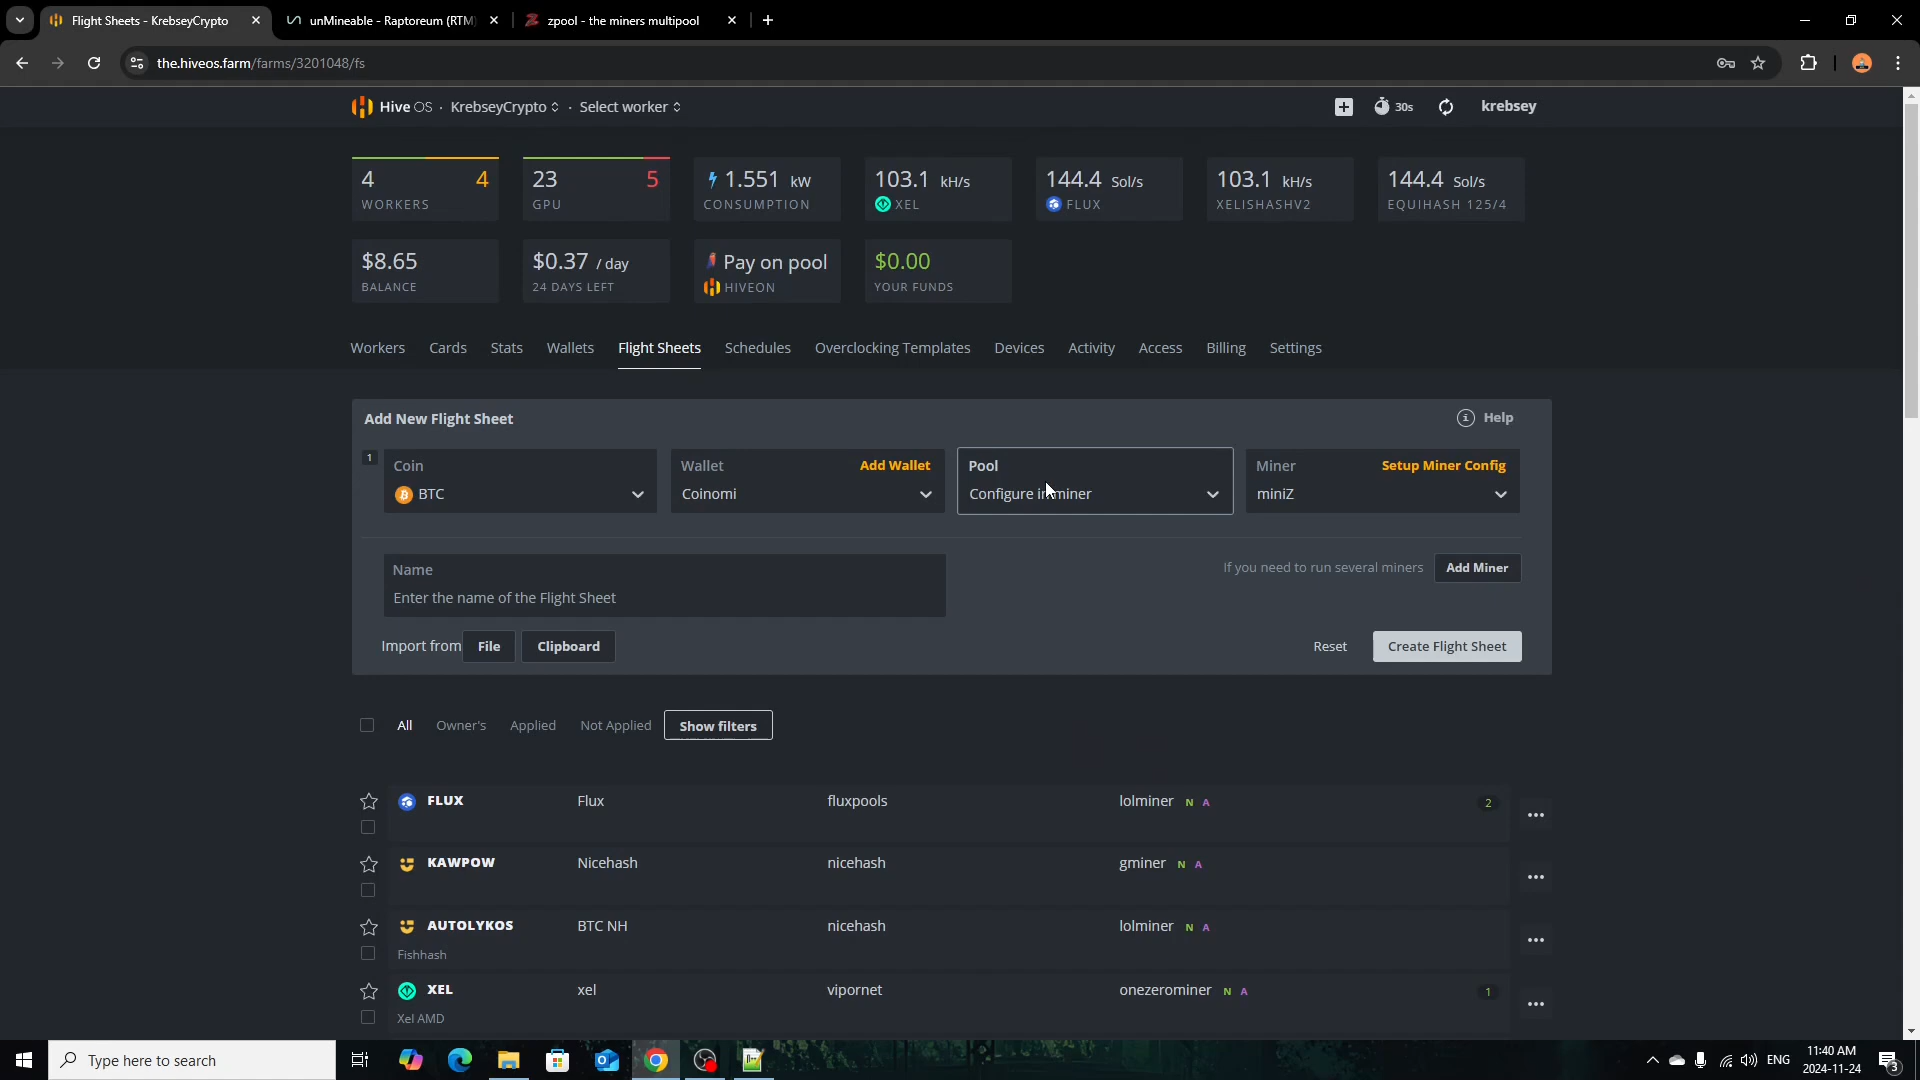 Flight Sheets - KrebseyCrypto
unMineable - Raptoreum (RTM)
zpool - the miners multipool
the.hiveos.farm/farms/3201048/fs
Hive OS · KrebseyCrypto · Select worker
30s
krebsey
4 4
WORKERS
23 5
GPU
1.551 kW
CONSUMPTION
103.1 kH/s
XEL
144.4 Sol/s
FLUX
103.1 kH/s
XELISHASHV2
144.4 Sol/s
EQUIHASH 125/4
$8.65
BALANCE
$0.37 / day
24 DAYS LEFT
Pay on pool
HIVEON
$0.00
YOUR FUNDS
Workers Cards Stats Wallets Flight Sheets Schedules Overclocking Templates Devices Activity Access Billing Settings
Add New Flight Sheet
Help
1
Coin
BTC
Wallet Add Wallet
Coinomi
Pool
Configure in miner
Miner Setup Miner Config
miniZ
Name
Enter the name of the Flight Sheet
If you need to run several miners Add Miner
Import from File Clipboard
Reset Create Flight Sheet
All Owner's Applied Not Applied Show filters
FLUX Flux fluxpools lolminer N A 2
KAWPOW Nicehash nicehash gminer N A
AUTOLYKOS BTC NH nicehash lolminer N A
Fishhash
XEL xel vipornet onezerominer N A 1
Xel AMD
Type here to search
ENG
11:40 AM
2024-11-24
3